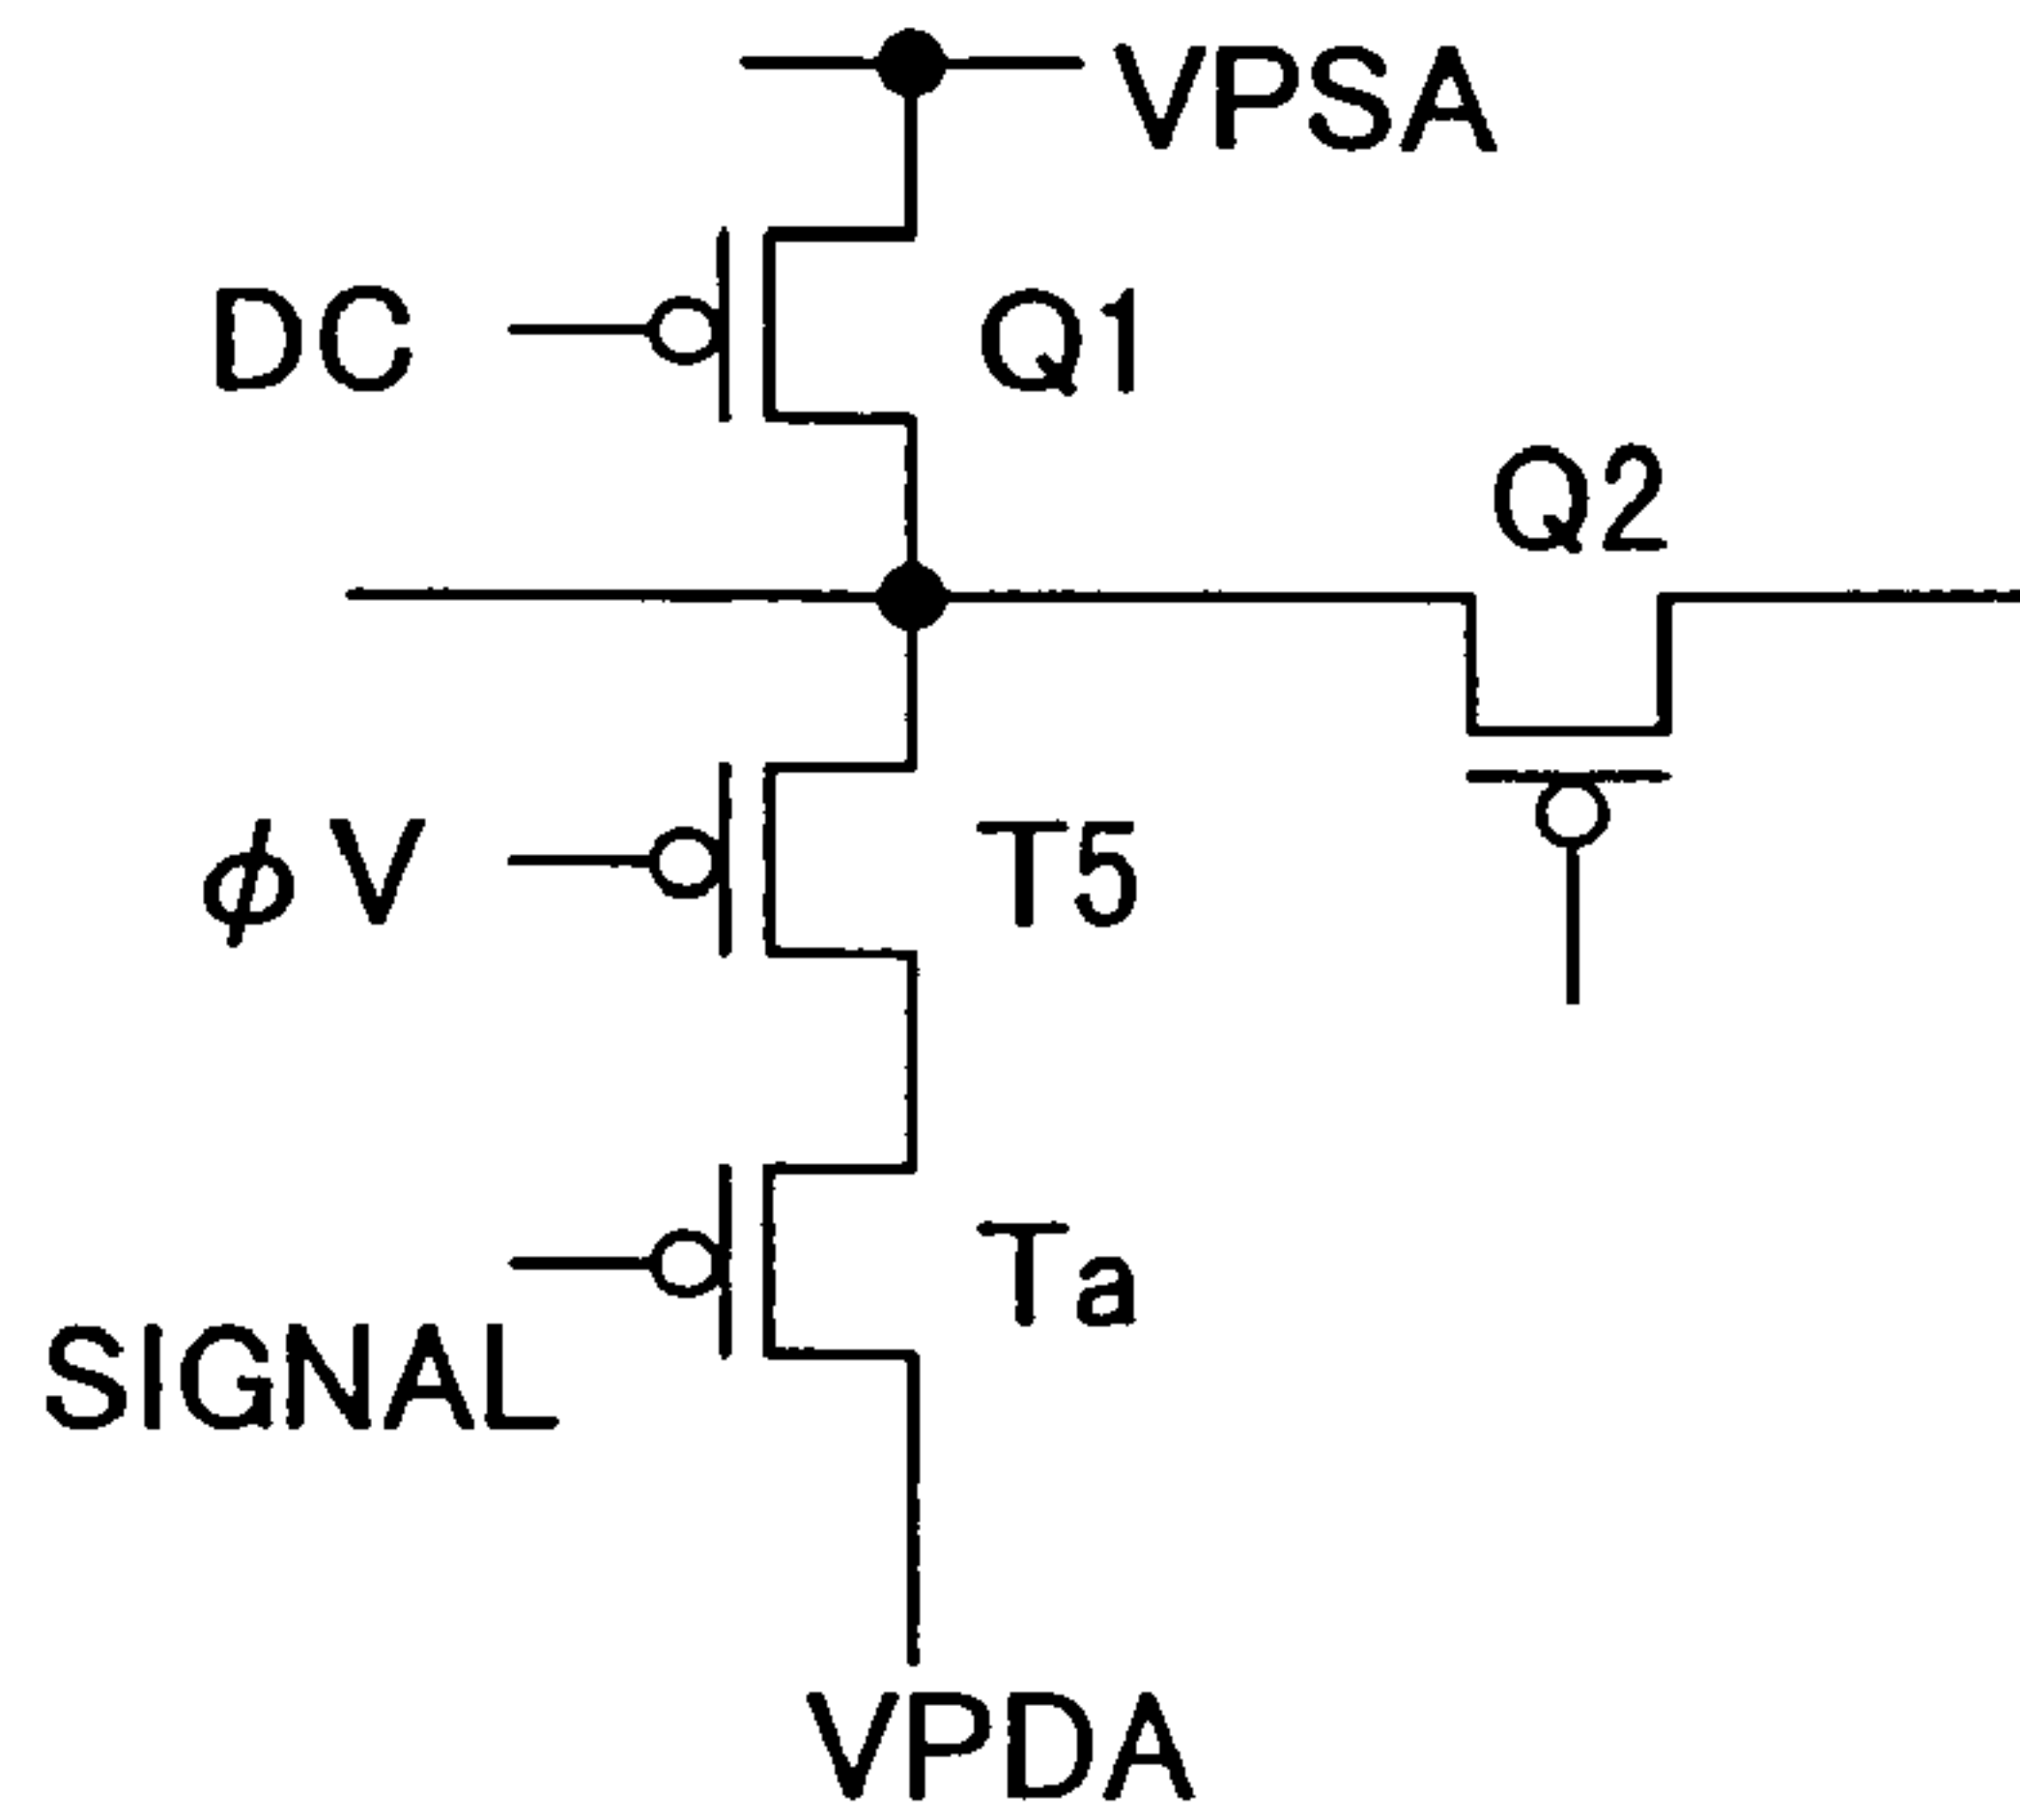 VPSA
DC
Q1
Q2
ϕV
T5
Ta
SIGNAL
VPDA